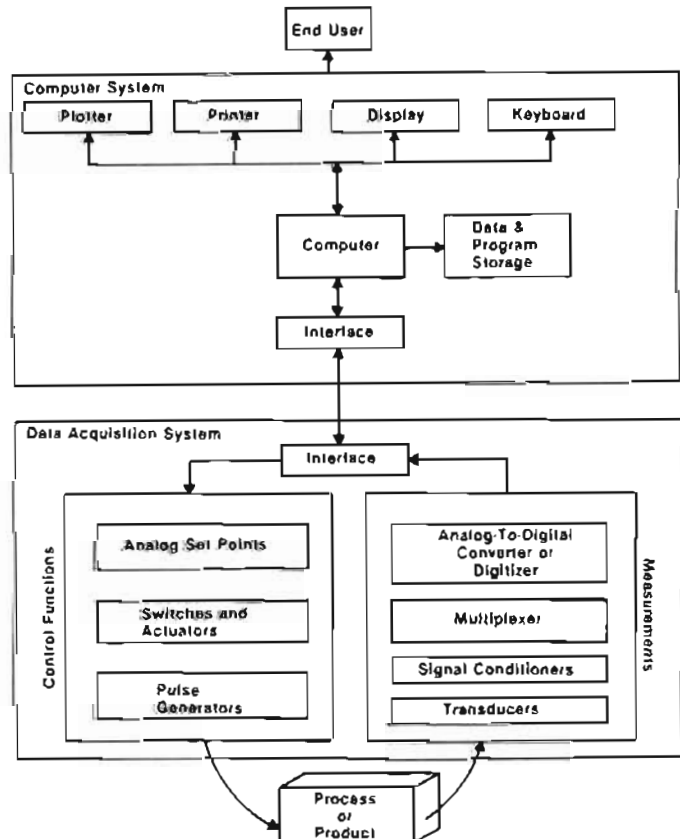 End User
Computer System
Plotter
Printer
Display
Keyboard
Computer
Data &
Program
Storage
Interface
Data Acquisition System
Interface
Control Functions
Analog Set Points
Switches and
Actuators
Pulse
Generators
Analog-To-Digital
Converter or
Digitizer
Multiplexer
Signal Conditioners
Transducers
Measurements
Process
or
Product